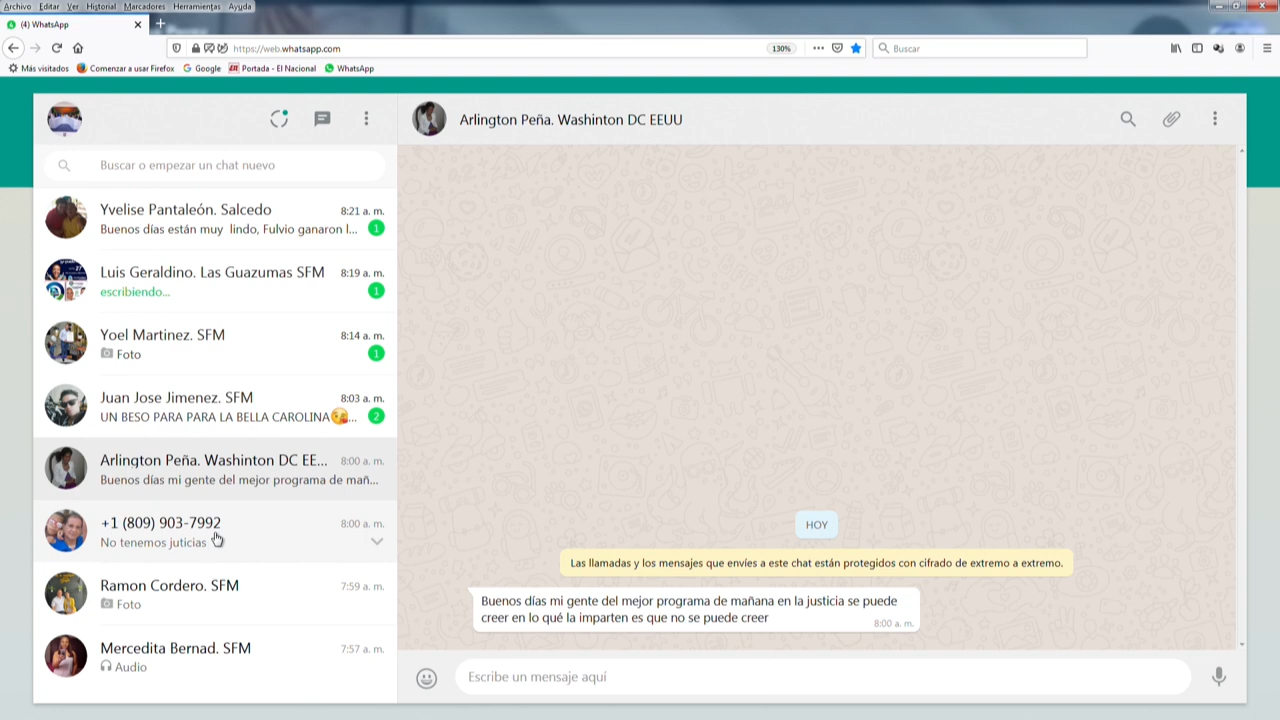 Archivo Editar Ver Historial Marcadores Herramientas Ayuda
(4) WhatsApp
https://web.whatsapp.com
130%
Buscar
Más visitados Comenzar a usar Firefox Google Portada - El Nacional WhatsApp
Arlington Peña. Washinton DC EEUU
Buscar o empezar un chat nuevo
Yvelise Pantaleón. Salcedo 8:21 a. m.
Buenos días están muy lindo, Fulvio ganaron l... 1
Luis Geraldino. Las Guazumas SFM 8:19 a. m.
escribiendo... 1
Yoel Martinez. SFM 8:14 a. m.
Foto 1
Juan Jose Jimenez. SFM 8:03 a. m.
UN BESO PARA PARA LA BELLA CAROLINA😘... 2
Arlington Peña. Washinton DC EE... 8:00 a. m.
Buenos días mi gente del mejor programa de mañ...
+1 (809) 903-7992 8:00 a. m.
No tenemos juticias
Ramon Cordero. SFM 7:59 a. m.
Foto
Mercedita Bernad. SFM 7:57 a. m.
Audio
HOY
Las llamadas y los mensajes que envíes a este chat están protegidos con cifrado de extremo a extremo.
Buenos días mi gente del mejor programa de mañana en la justicia se puede
creer en lo qué la imparten es que no se puede creer
8:00 a. m.
Escribe un mensaje aquí